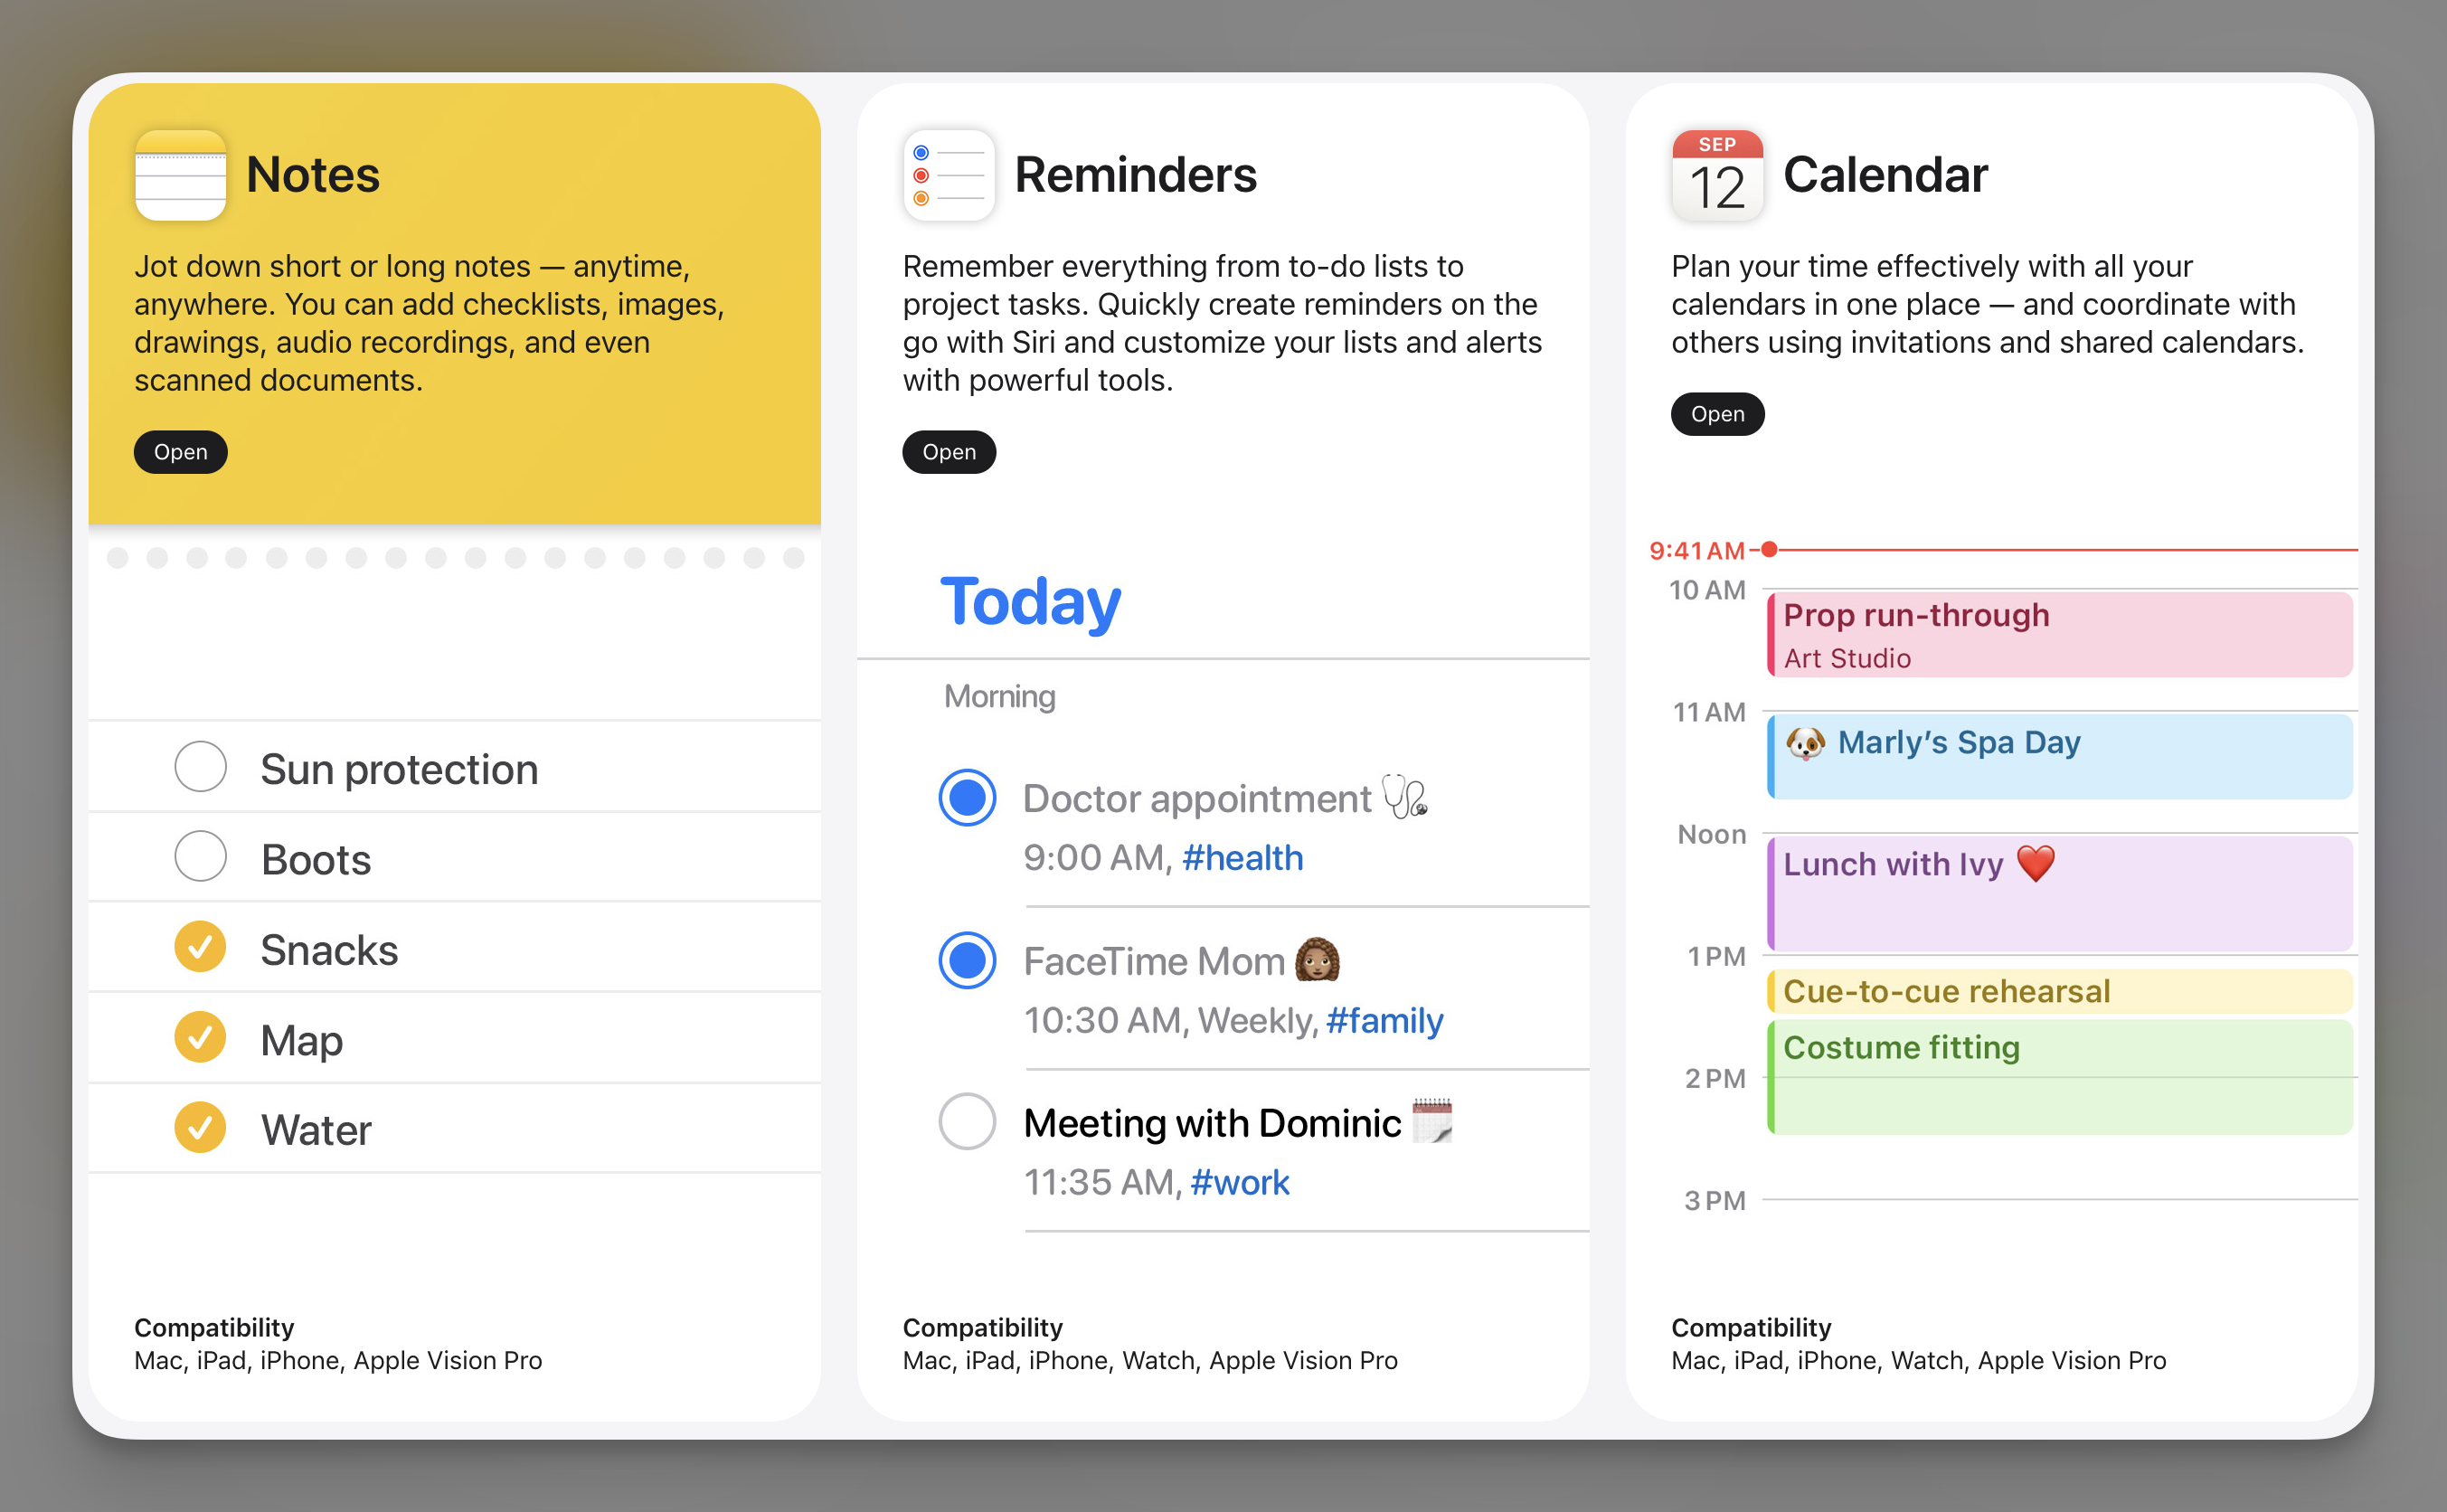 Notes
Jot down short or long notes — anytime,
anywhere. You can add checklists, images,
drawings, audio recordings, and even
scanned documents.
Open
Sun protection
Boots
Snacks
Map
Water
Compatibility
Mac, iPad, iPhone, Apple Vision Pro
Reminders
Remember everything from to-do lists to
project tasks. Quickly create reminders on the
go with Siri and customize your lists and alerts
with powerful tools.
Open
Today
Morning
Doctor appointment 🩺
9:00 AM, #health
FaceTime Mom 👩🏽‍🦱
10:30 AM, Weekly, #family
Meeting with Dominic 🗓️
11:35 AM, #work
Compatibility
Mac, iPad, iPhone, Watch, Apple Vision Pro
SEP
12
Calendar
Plan your time effectively with all your
calendars in one place — and coordinate with
others using invitations and shared calendars.
Open
9:41 AM
10 AM
Prop run-through
Art Studio
11 AM
🐶 Marly’s Spa Day
Noon
Lunch with Ivy ❤️
1 PM
Cue-to-cue rehearsal
Costume fitting
2 PM
3 PM
Compatibility
Mac, iPad, iPhone, Watch, Apple Vision Pro